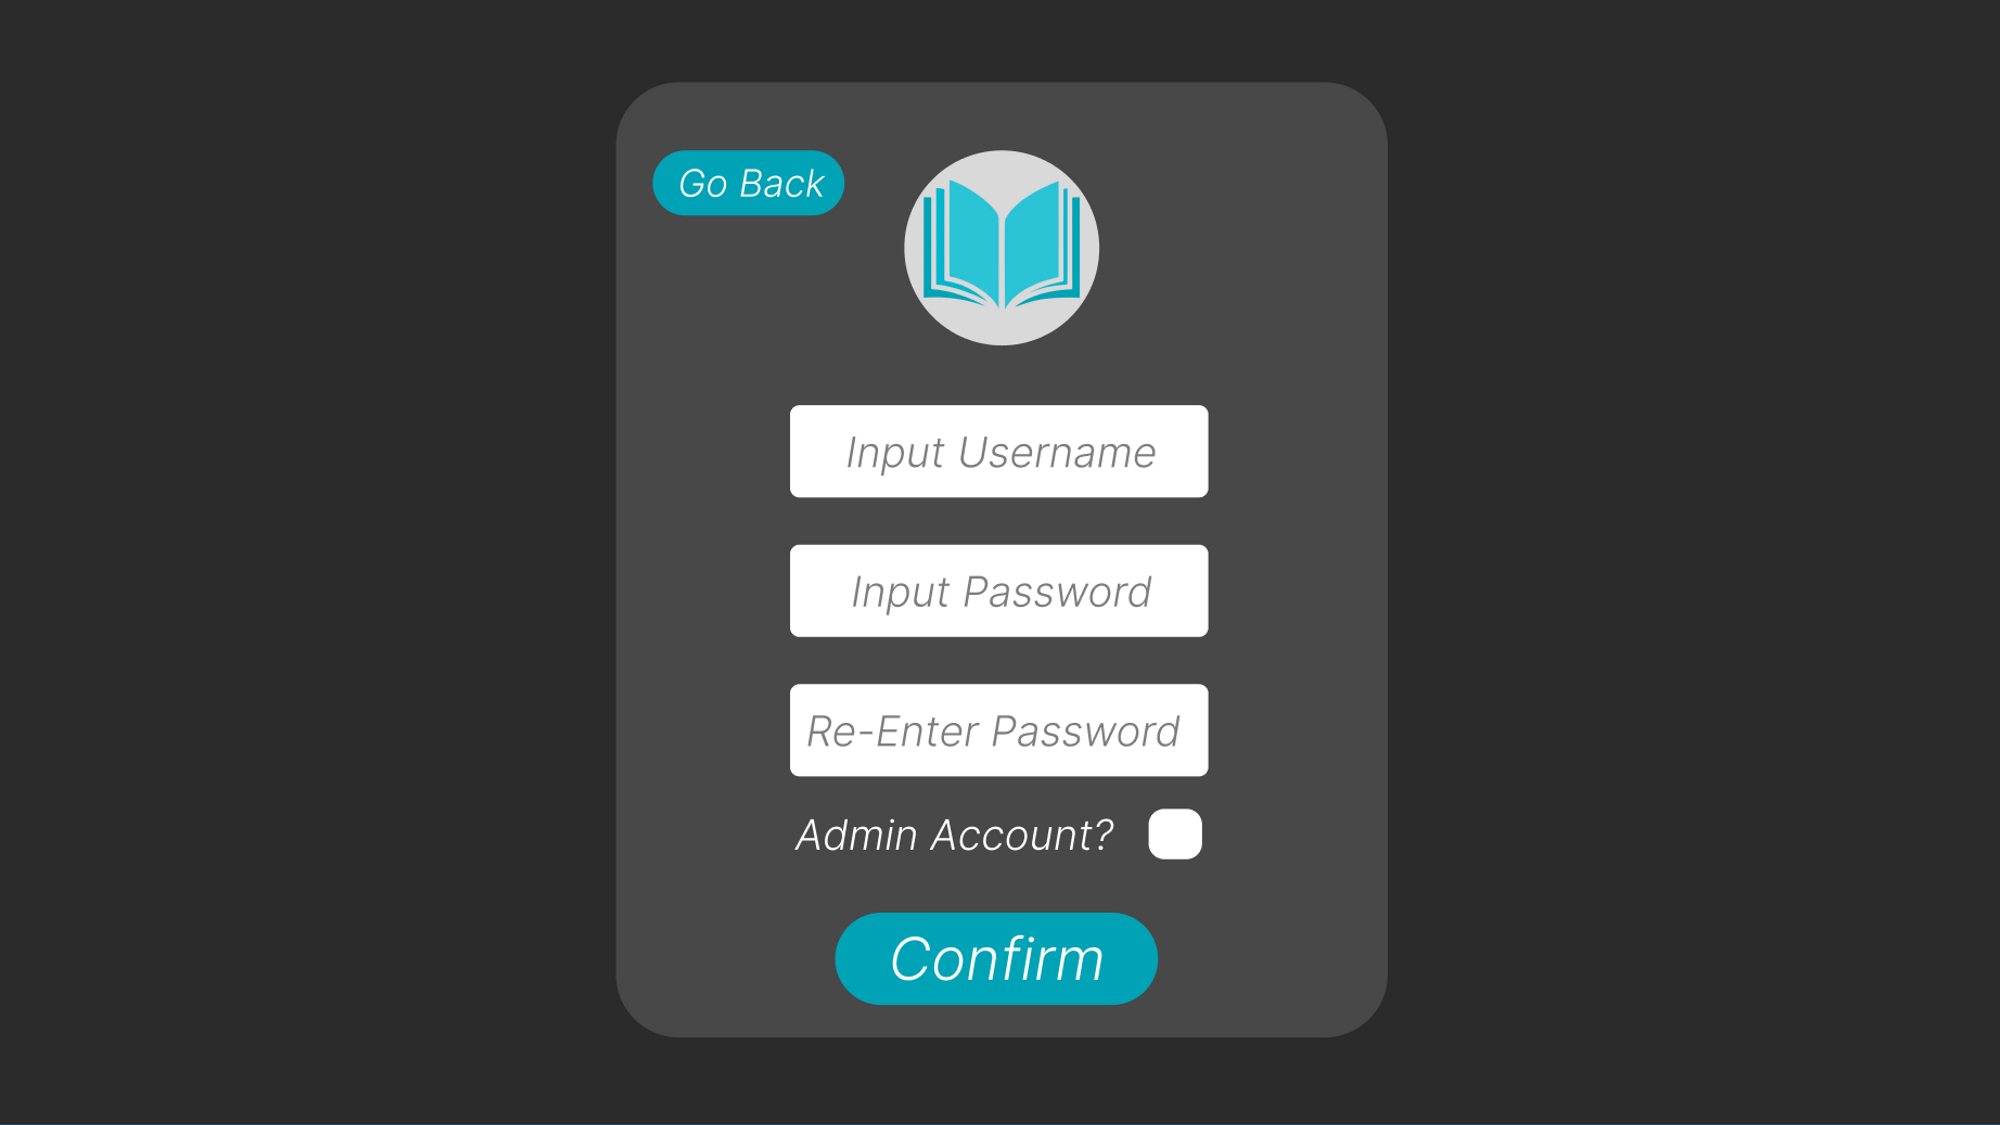 Go Back
Input Username
Input Password
Re-Enter Password
Admin Account?
Confirm